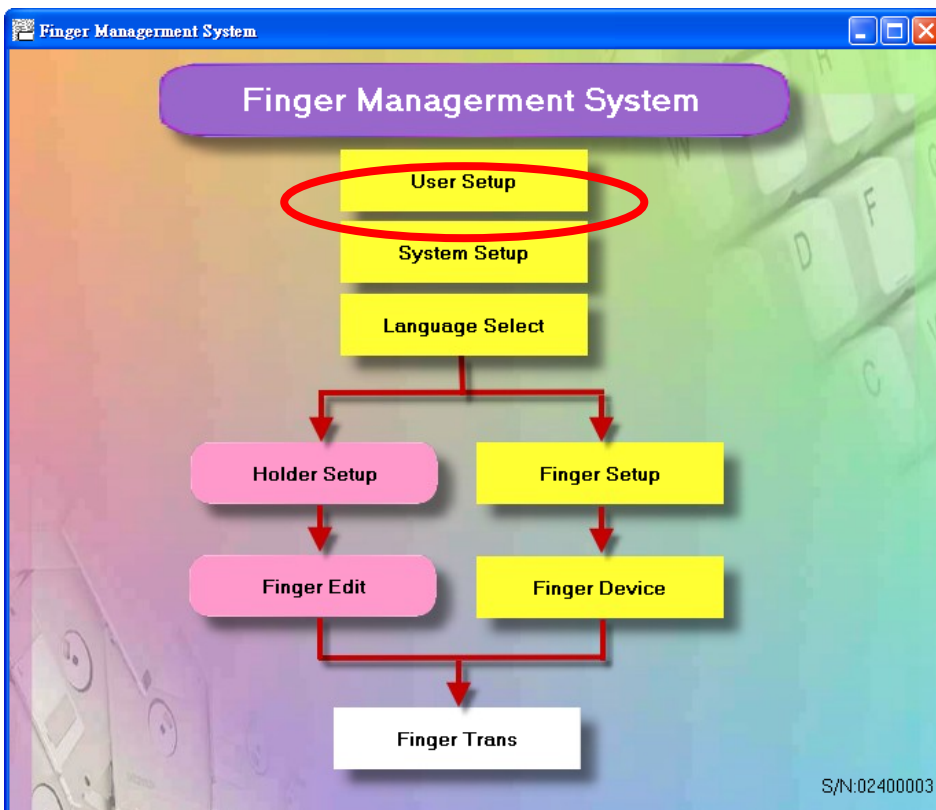 Finger Managerment System
Finger Managerment System
User Setup
System Setup
Language Select
Holder Setup
Finger Setup
Finger Edit
Finger Device
Finger Trans
S/N:02400003